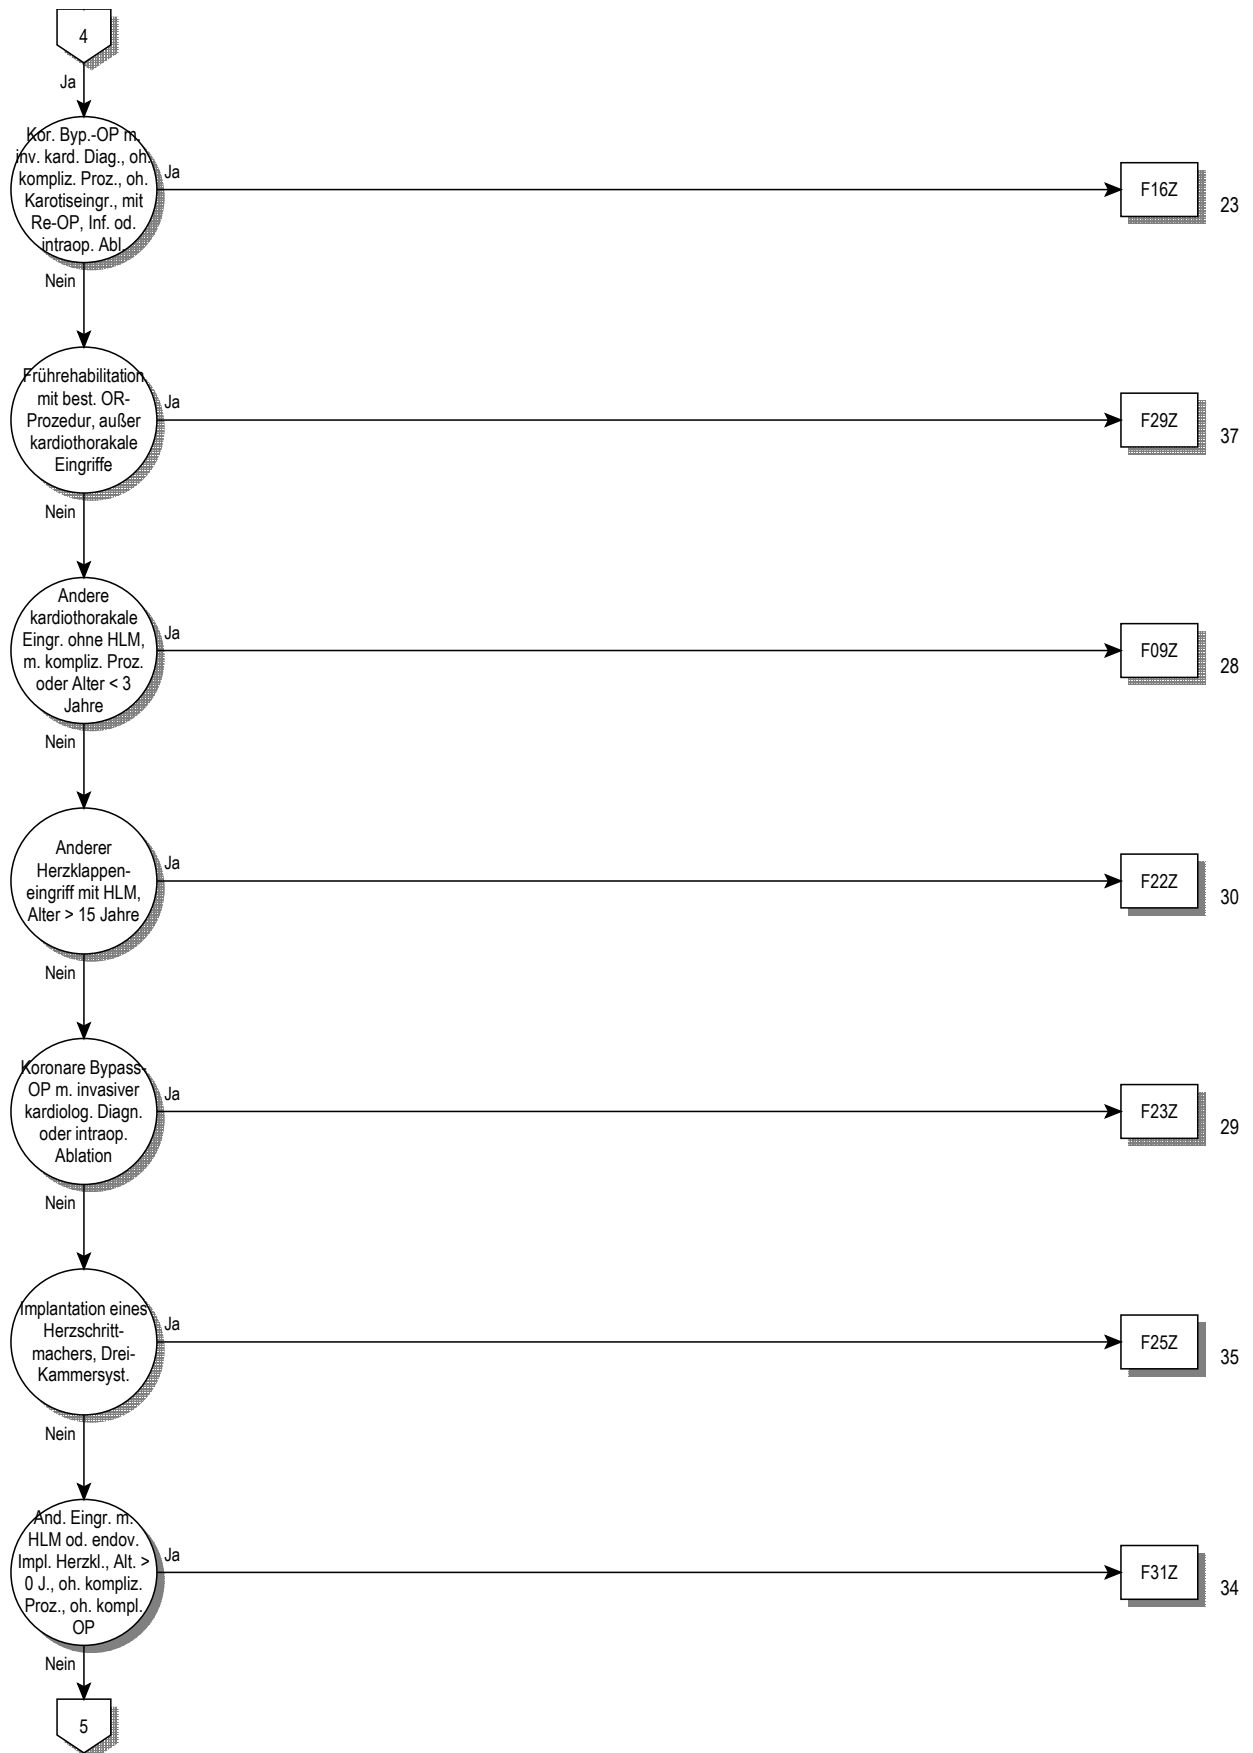 4
Ja
Kor. Byp.-OP m.
inv. kard. Diag., oh.
kompliz. Proz., oh.
Karotiseingr., mit
Re-OP, Inf. od.
intraop. Abl.
Ja
F16Z
23
Nein
Frührehabilitation
mit best. OR-
Prozedur, außer
kardiothorakale
Eingriffe
Ja
F29Z
37
Nein
Andere
kardiothorakale
Eingr. ohne HLM,
m. kompliz. Proz.
oder Alter < 3
Jahre
Ja
F09Z
28
Nein
Anderer
Herzklappen-
eingriff mit HLM,
Alter > 15 Jahre
Ja
F22Z
30
Nein
Koronare Bypass-
OP m. invasiver
kardiolog. Diagn.
oder intraop.
Ablation
Ja
F23Z
29
Nein
Implantation eines
Herzschritt-
machers, Drei-
Kammersyst.
Ja
F25Z
35
Nein
And. Eingr. m.
HLM od. endov.
Impl. Herzkl., Alt. >
0 J., oh. kompliz.
Proz., oh. kompl.
OP
Ja
F31Z
34
Nein
5